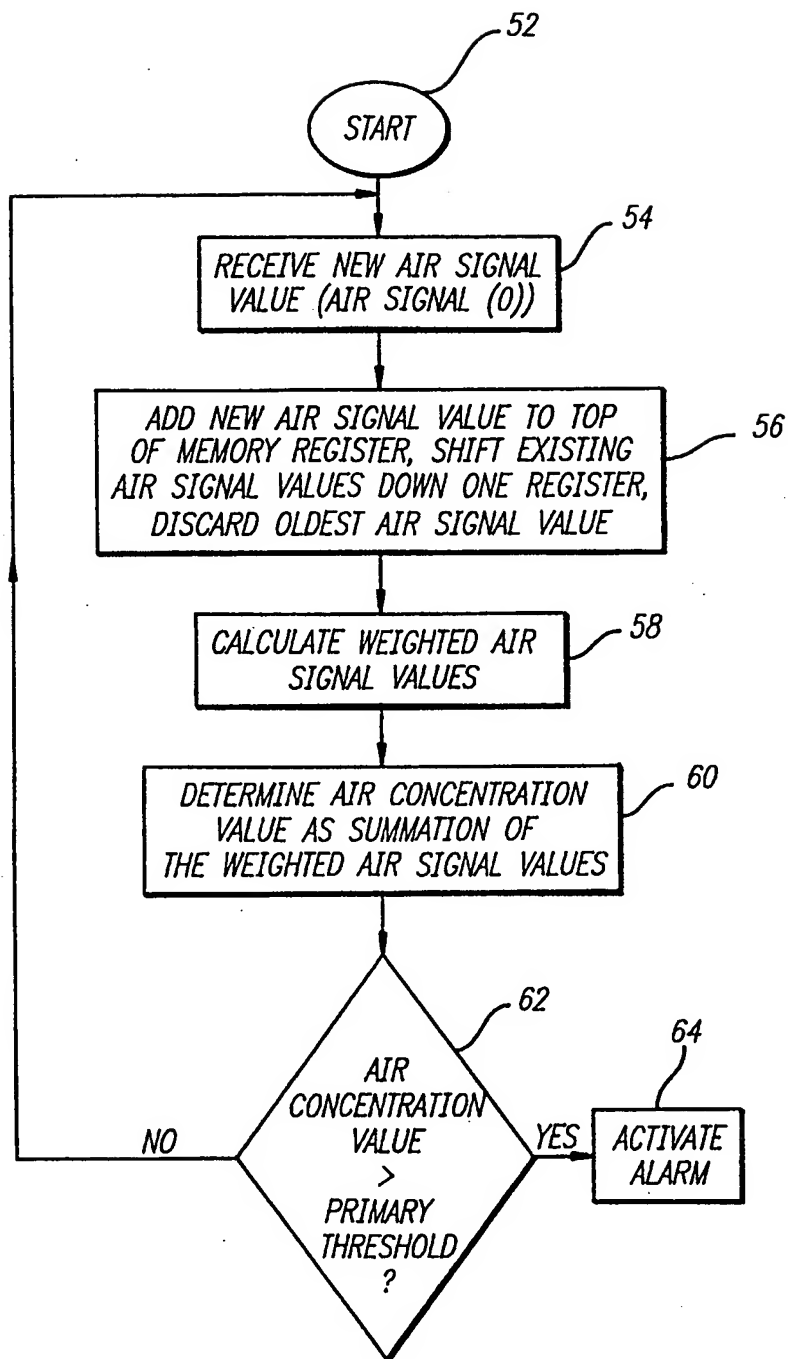 52
START
54
RECEIVE NEW AIR SIGNAL
VALUE (AIR SIGNAL (0))
56
ADD NEW AIR SIGNAL VALUE TO TOP
OF MEMORY REGISTER, SHIFT EXISTING
AIR SIGNAL VALUES DOWN ONE REGISTER,
DISCARD OLDEST AIR SIGNAL VALUE
58
CALCULATE WEIGHTED AIR
SIGNAL VALUES
60
DETERMINE AIR CONCENTRATION
VALUE AS SUMMATION OF
THE WEIGHTED AIR SIGNAL VALUES
62
AIR
CONCENTRATION
VALUE
>
PRIMARY
THRESHOLD
?
NO
YES
64
ACTIVATE
ALARM